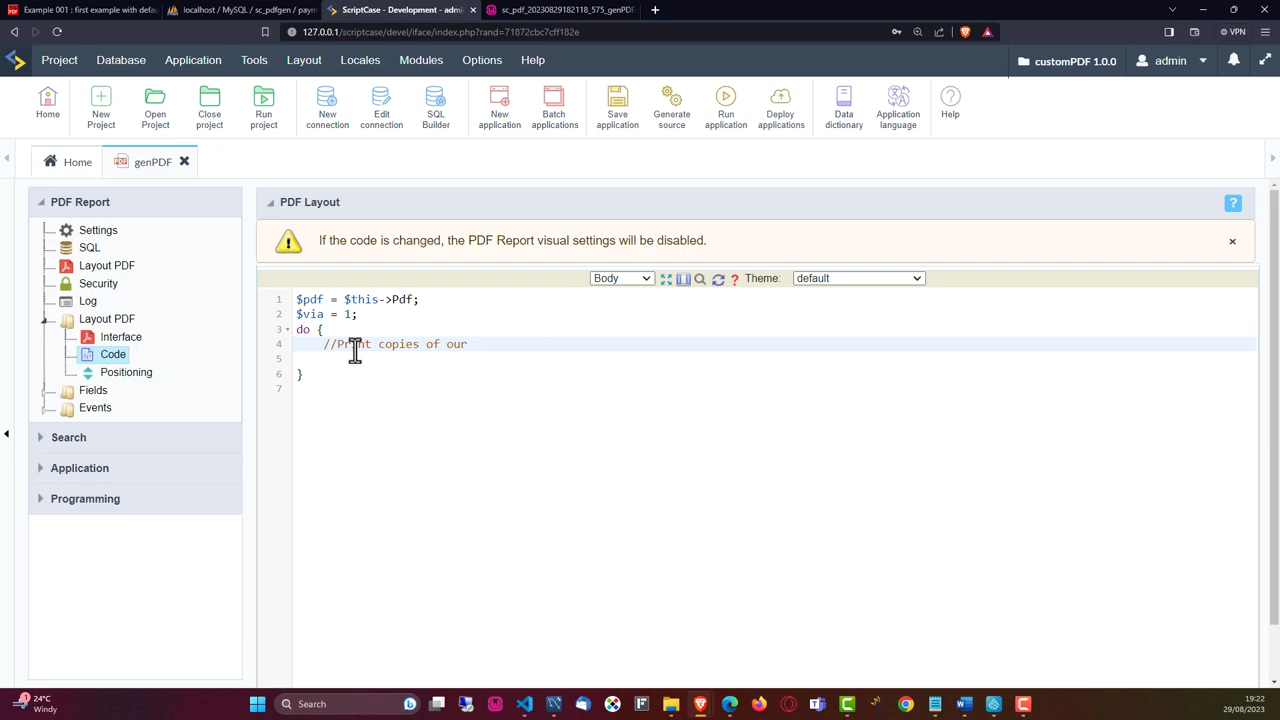 Example 001 : first example with defau
localhost / MySQL / sc_pdfgen / paym
ScriptCase - Development - admi
sc_pdf_20230829182118_575_genPDF
127.0.0.1/scriptcase/devel/iface/index.php?rand=71872cbc7cff182e
VPN
Project Database Application Tools Layout Locales Modules Options Help
customPDF 1.0.0
admin
Home
New Project
Open Project
Close project
Run project
New connection
Edit connection
SQL Builder
New application
Batch applications
Save application
Generate source
Run application
Deploy applications
Data dictionary
Application language
Help
Home
genPDF
PDF Report
Settings
SQL
Layout PDF
Security
Log
Layout PDF
Interface
Code
Positioning
Fields
Events
Search
Application
Programming
PDF Layout
?
If the code is changed, the PDF Report visual settings will be disabled.
Body
? Theme: default
1 $pdf = $this->Pdf;
2 $via = 1;
3 do {
4 //Print copies of our
5
6 }
7
1
24°C
Windy
Search
19:22
29/08/2023